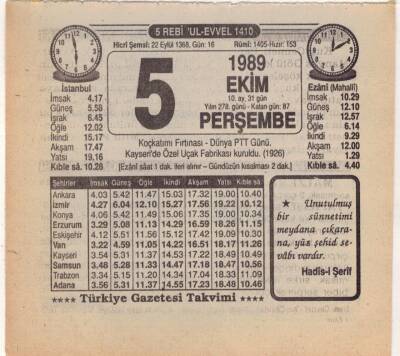 5 REBİ 'UL-EVVEL 1410
Hicrî Şemsî: 22 Eylül 1368, Gün: 16 Rûmî: 1405-Hızır: 153
5
1989
EKİM
10. ay, 31 gün
Yılın 278. günü - Kalan gün: 87
PERŞEMBE
Koçkatımı Fırtınası - Dünya PTT Günü.
Kayseri'de Özel Uçak Fabrikası kuruldu. (1926)
[Ezânî sâat 1 dak. ileri alınır – Gündüzün kısalması 2 dak.]
İstanbul
İmsak 4.17
Güneş 5.58
İşrak 6.45
Öğle 12.02
İkindi 15.17
Akşam 17.47
Yatsı 19.16
Kıble sâ. 10.28
Ezânî (Mahallî)
İmsak 10.29
Güneş 12.10
İşrak 12.57
Öğle 6.14
İkindi 9.29
Akşam 12.00
Yatsı 1.29
Kıble sâ. 4.40
Şehirler İmsak Güneş Öğle İkindi Akşam Yatsı Kıble sâ
Ankara 4.03 5.42 11.47 15.03 17.32 19.00 10.40
İzmir 4.27 6.04 12.10 15.27 17.56 19.22 10.12
Konya 4.06 5.42 11.49 15.06 17.35 19.00 10.34
Erzurum 3.29 5.08 11.13 14.29 16.59 18.26 11.15
Eskişehir 4.12 5.51 11.56 15.12 17.42 19.09 10.30
Van 3.22 4.59 11.05 14.22 16.51 18.17 11.26
Kayseri 3.54 5.31 11.37 14.53 17.23 18.49 10.47
Samsun 3.48 5.28 11.33 14.47 17.18 18.47 10.56
Trabzon 3.34 5.15 11.20 14.34 17.04 18.33 11.09
Adana 3.56 5.31 11.37 14.55 17.23 18.48 10.46
★ Unutulmuş
bir sünnetimi
meydana çıkara-
na, yüz şehid se-
vâbı vardır.
Hadîs-i Şerîf
★★★★ Türkiye Gazetesi Takvimi ★★★★